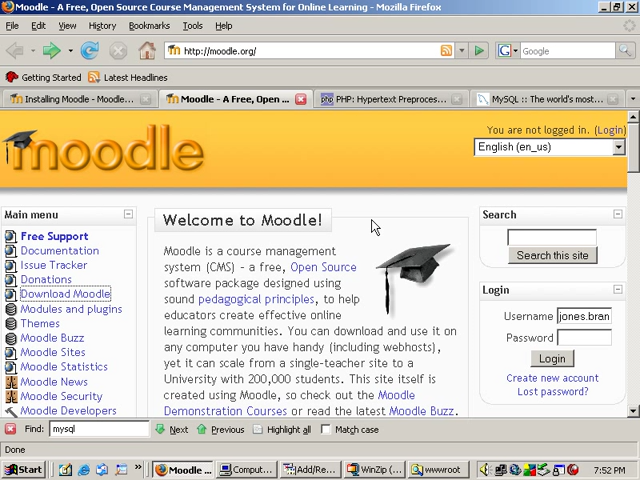 Moodle - A Free, Open Source Course Management System for Online Learning - Mozilla Firefox
File Edit View History Bookmarks Tools Help
http://moodle.org/
Google
Getting Started Latest Headlines
Installing Moodle - Moodle... Moodle - A Free, Open ... PHP: Hypertext Preproces... MySQL :: The world's most...
moodle
You are not logged in. (Login)
English (en_us)
Main menu
Free Support
Documentation
Issue Tracker
Donations
Download Moodle
Modules and plugins
Themes
Moodle Buzz
Moodle Sites
Moodle Statistics
Moodle News
Moodle Security
Moodle Developers
Welcome to Moodle!
Moodle is a course management
system (CMS) - a free, Open Source
software package designed using
sound pedagogical principles, to help
educators create effective online
learning communities. You can download and use it on
any computer you have handy (including webhosts),
yet it can scale from a single-teacher site to a
University with 200,000 students. This site itself is
created using Moodle, so check out the Moodle
Demonstration Courses or read the latest Moodle Buzz.
Search
Search this site
Login
Username jones.bran
Password
Login
Create new account
Lost password?
Find: mysql Next Previous Highlight all Match case
Done
Start Moodle ... Comput... Add/Re... WinZip (... wwwroot 7:52 PM